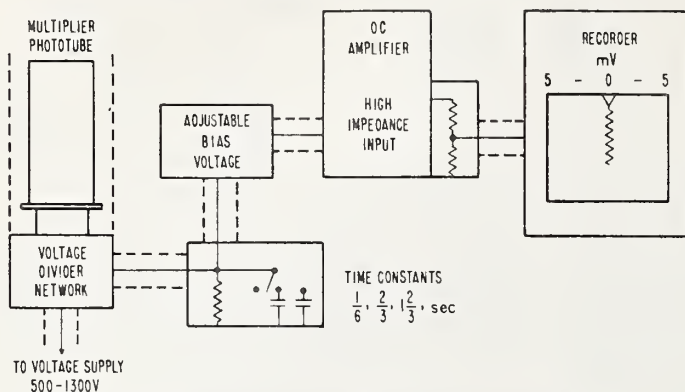 MULTIPLIER
PHOTOTUBE
VOLTAGE
DIVIDER
NETWORK
TO VOLTAGE SUPPLY
500-1300V
ADJUSTABLE
BIAS
VOLTAGE
TIME CONSTANTS
1/6, 2/3, 1 2/3, sec
DC
AMPLIFIER
HIGH
IMPEDANCE
INPUT
RECORDER
mV
5 - 0 - 5